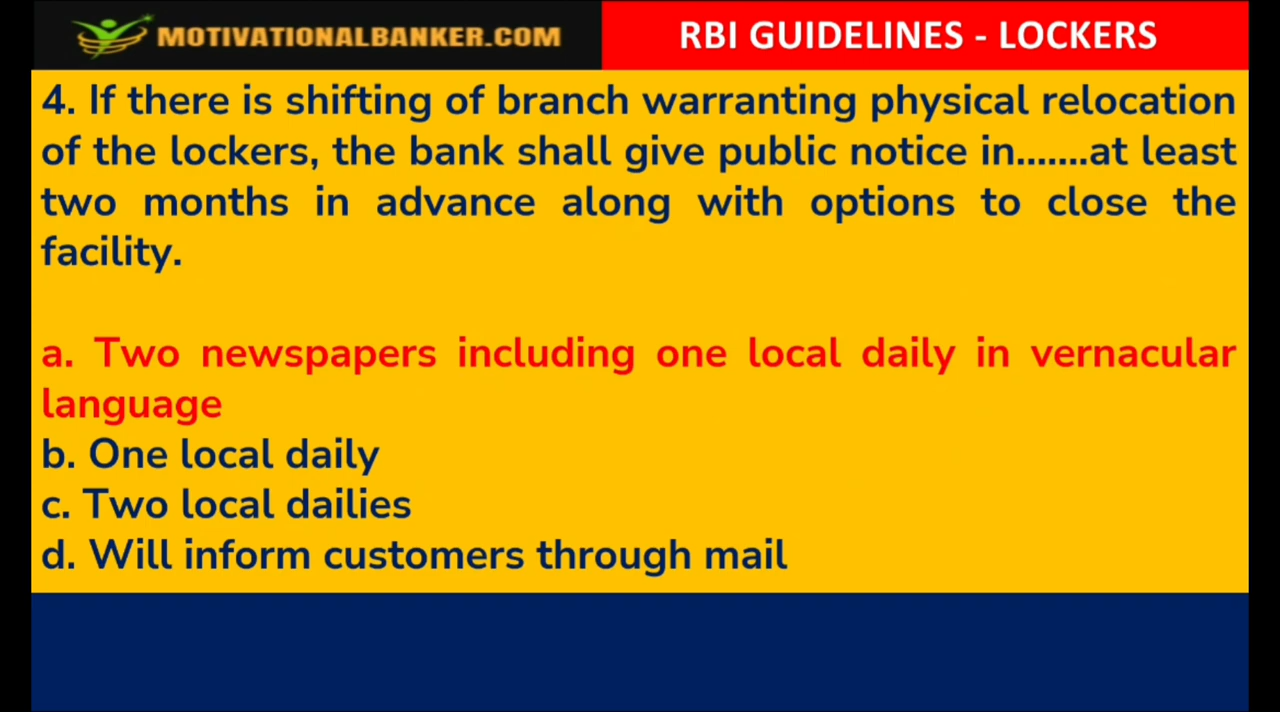 MOTIVATIONALBANKER.COM
RBI GUIDELINES - LOCKERS
4. If there is shifting of branch warranting physical relocation
of the lockers, the bank shall give public notice in.......at least
two months in advance along with options to close the
facility.
a. Two newspapers including one local daily in vernacular
language
b. One local daily
c. Two local dailies
d. Will inform customers through mail